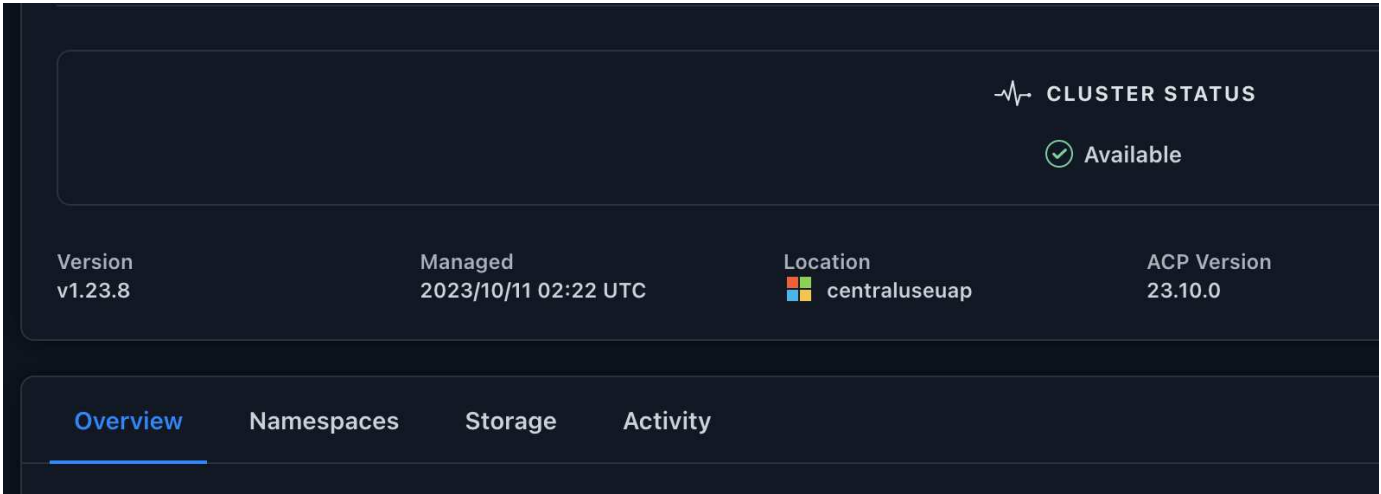 CLUSTER STATUS
Available
Version
v1.23.8
Managed
2023/10/11 02:22 UTC
Location
centraluseuap
ACP Version
23.10.0
Overview Namespaces Storage Activity